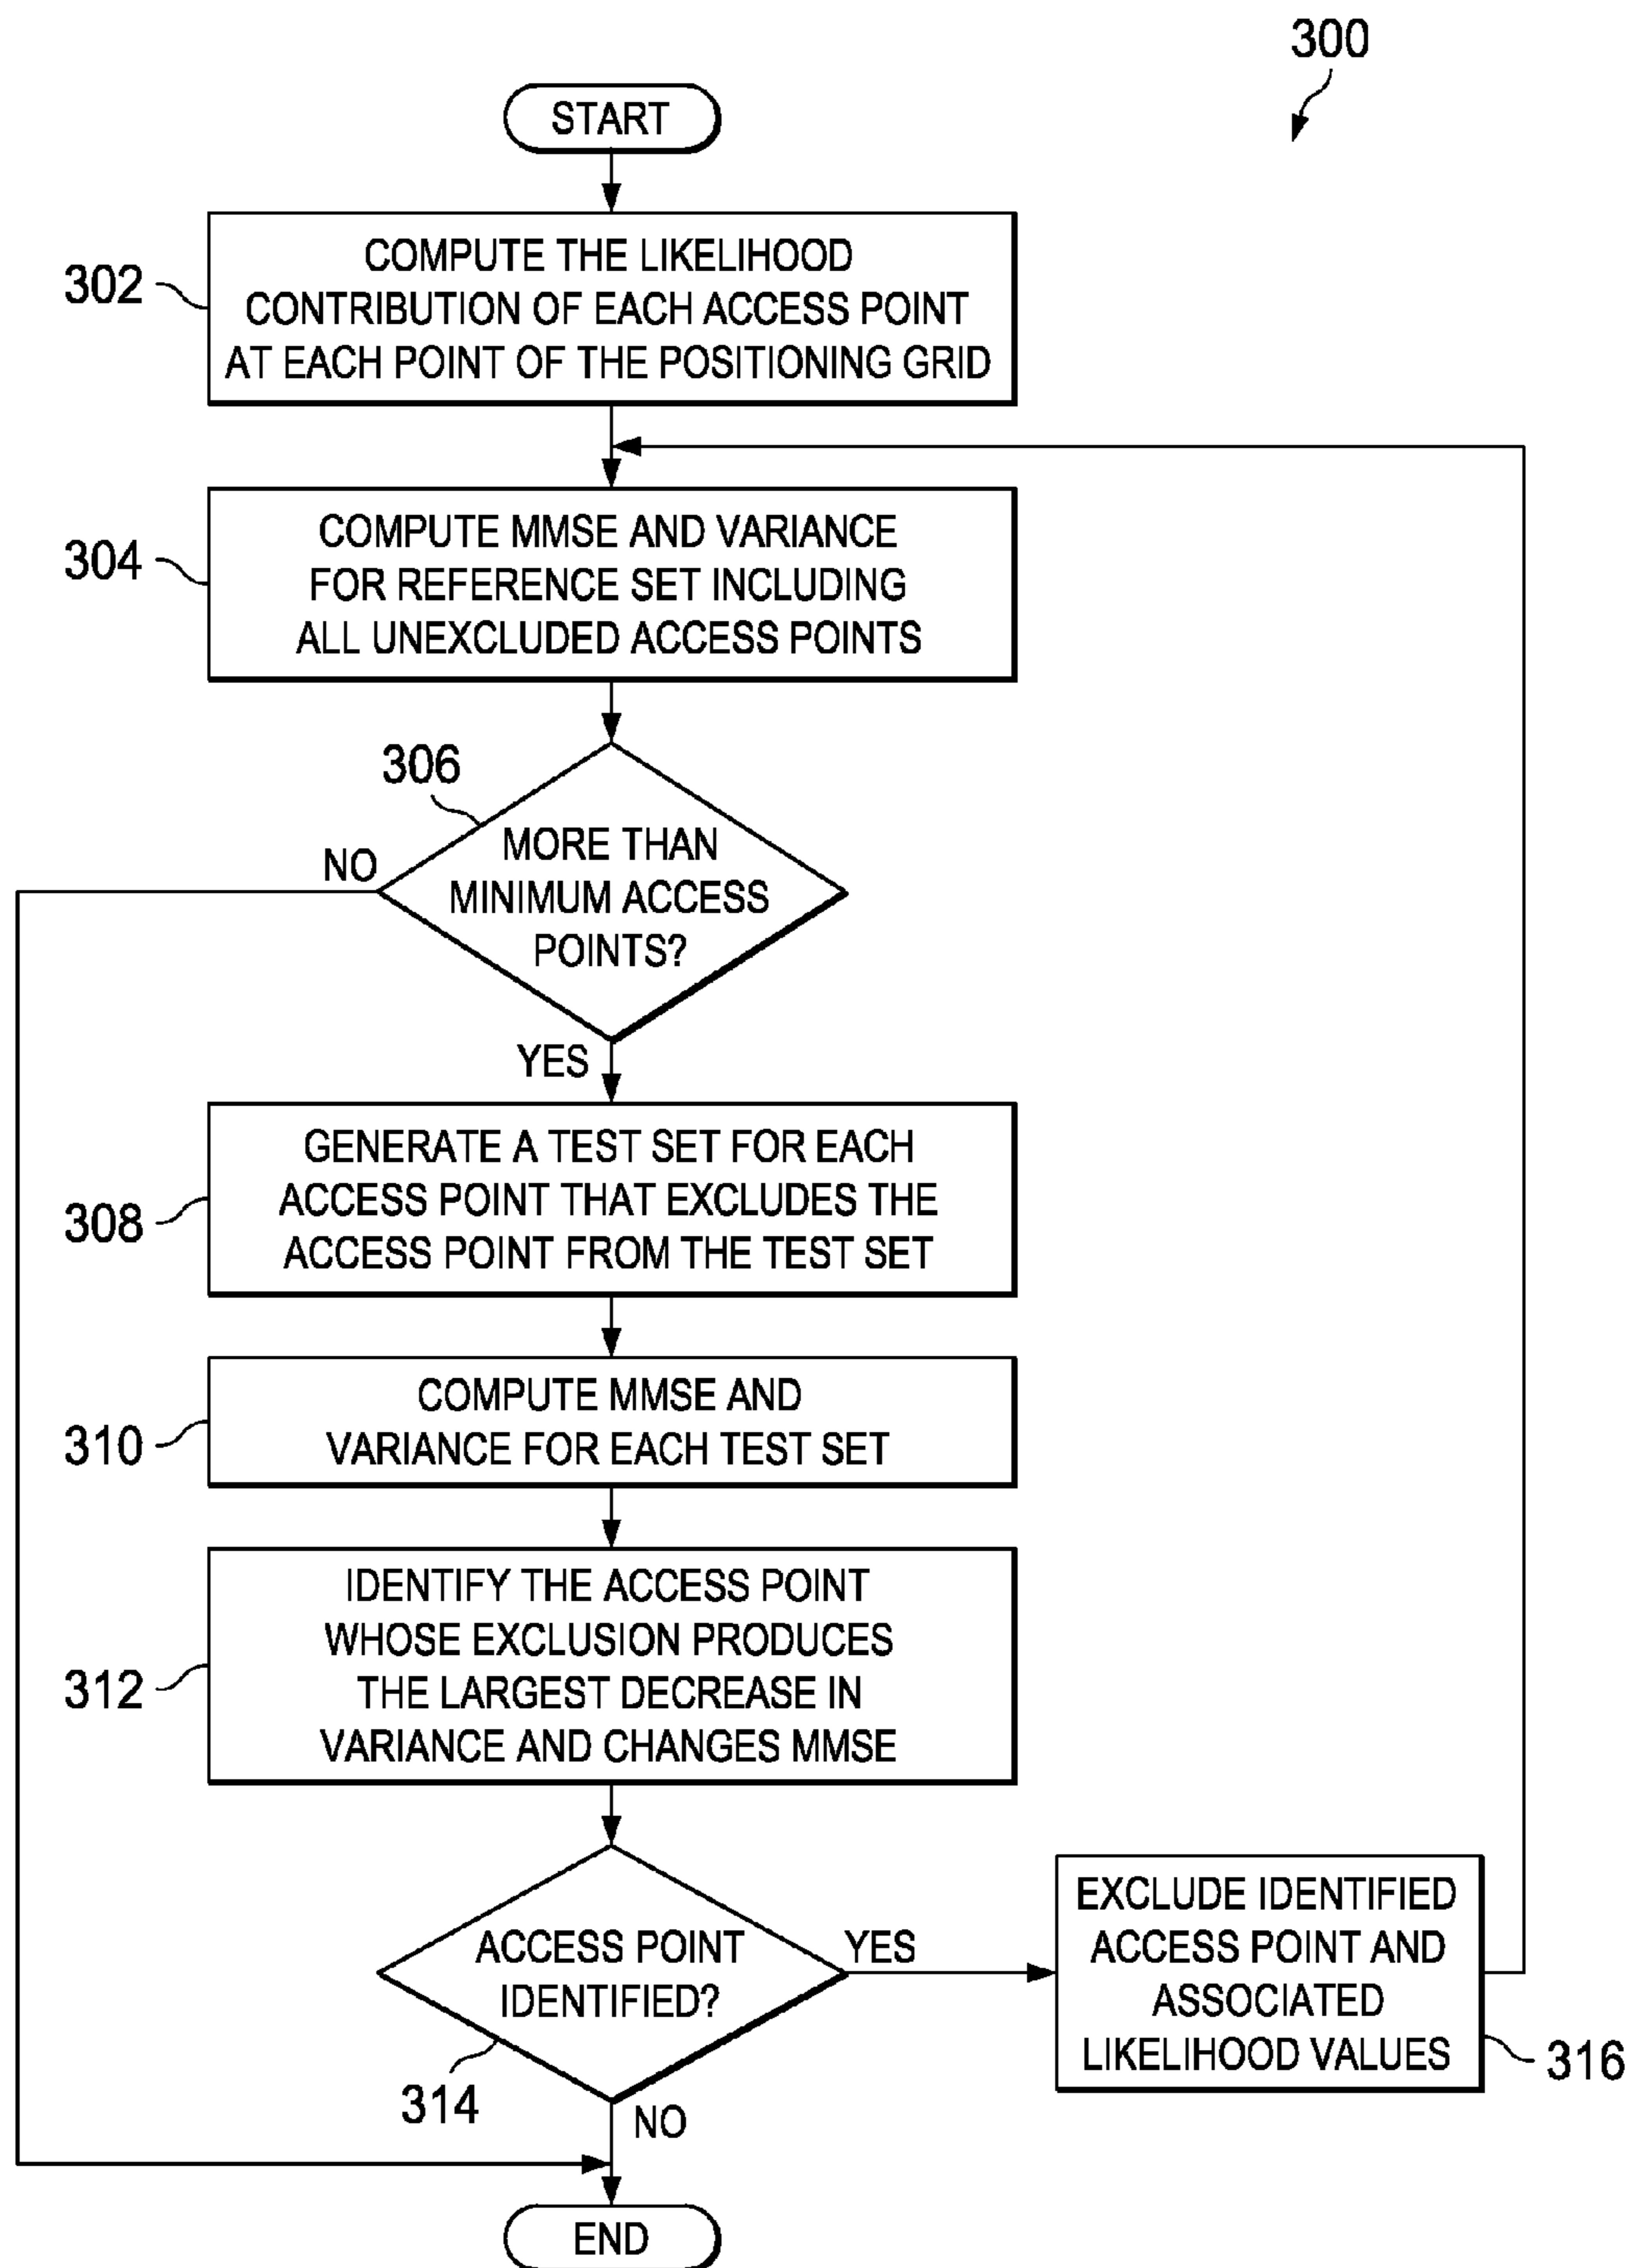 300
START
302
COMPUTE THE LIKELIHOOD
CONTRIBUTION OF EACH ACCESS POINT
AT EACH POINT OF THE POSITIONING GRID
304
COMPUTE MMSE AND VARIANCE
FOR REFERENCE SET INCLUDING
ALL UNEXCLUDED ACCESS POINTS
306
NO
MORE THAN
MINIMUM ACCESS
POINTS?
YES
308
GENERATE A TEST SET FOR EACH
ACCESS POINT THAT EXCLUDES THE
ACCESS POINT FROM THE TEST SET
310
COMPUTE MMSE AND
VARIANCE FOR EACH TEST SET
312
IDENTIFY THE ACCESS POINT
WHOSE EXCLUSION PRODUCES
THE LARGEST DECREASE IN
VARIANCE AND CHANGES MMSE
ACCESS POINT
IDENTIFIED?
YES
314
NO
EXCLUDE IDENTIFIED
ACCESS POINT AND
ASSOCIATED
LIKELIHOOD VALUES
316
END